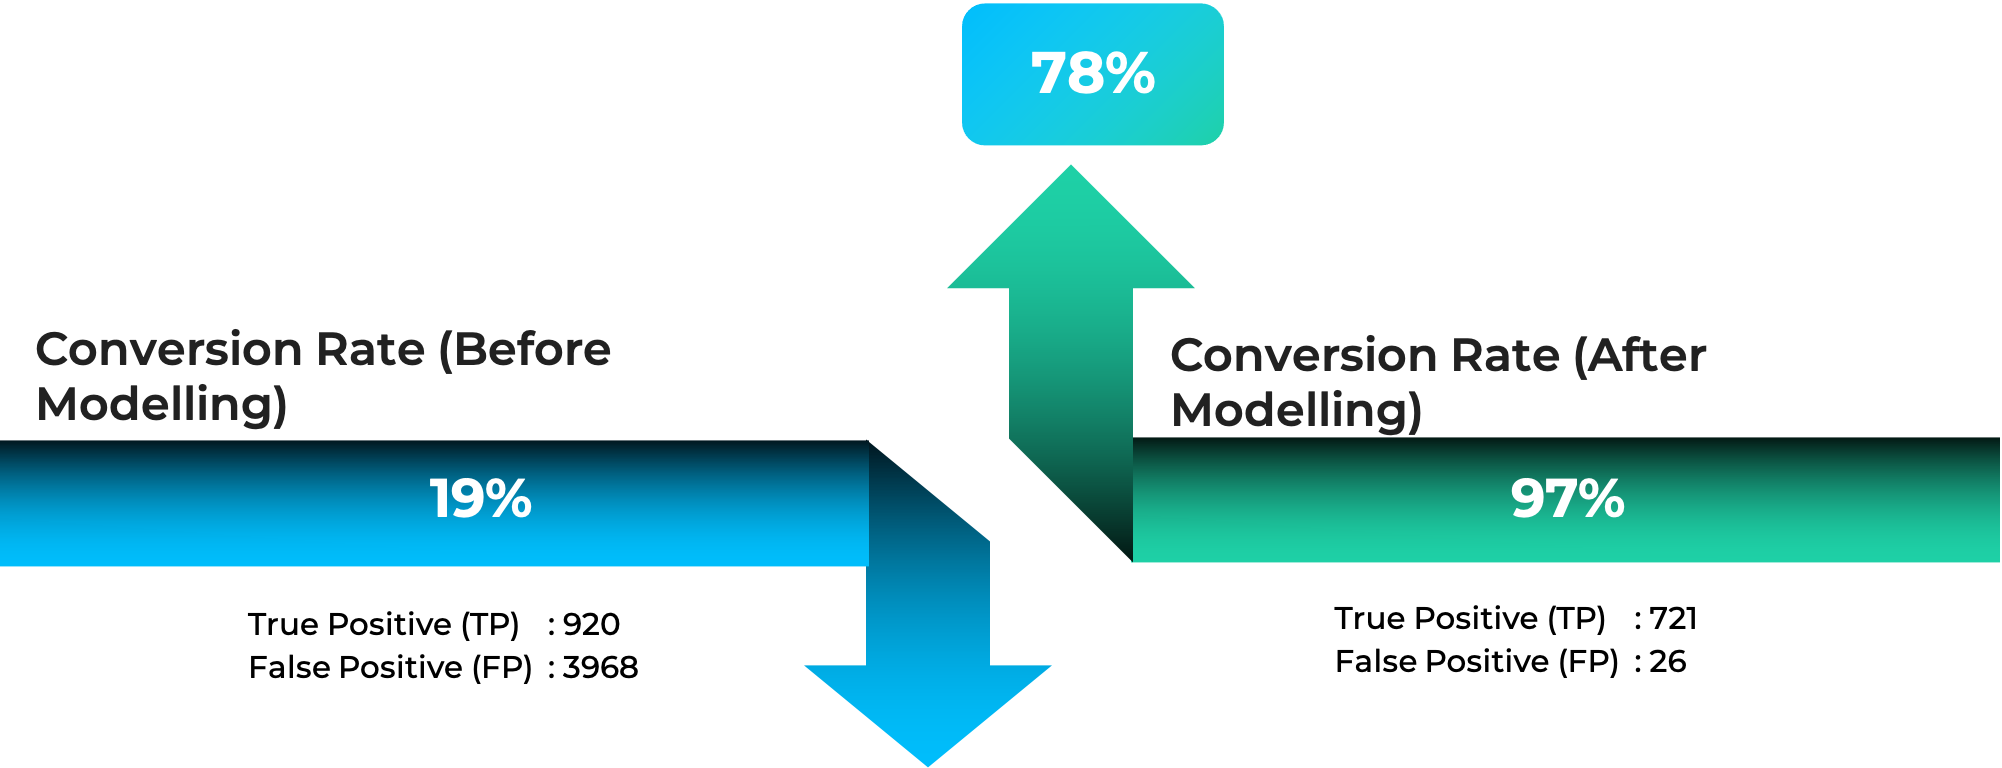 78%
Conversion Rate (Before
Modelling)
19%
True Positive (TP) : 920
False Positive (FP) : 3968
Conversion Rate (After
Modelling)
97%
True Positive (TP) : 721
False Positive (FP) : 26